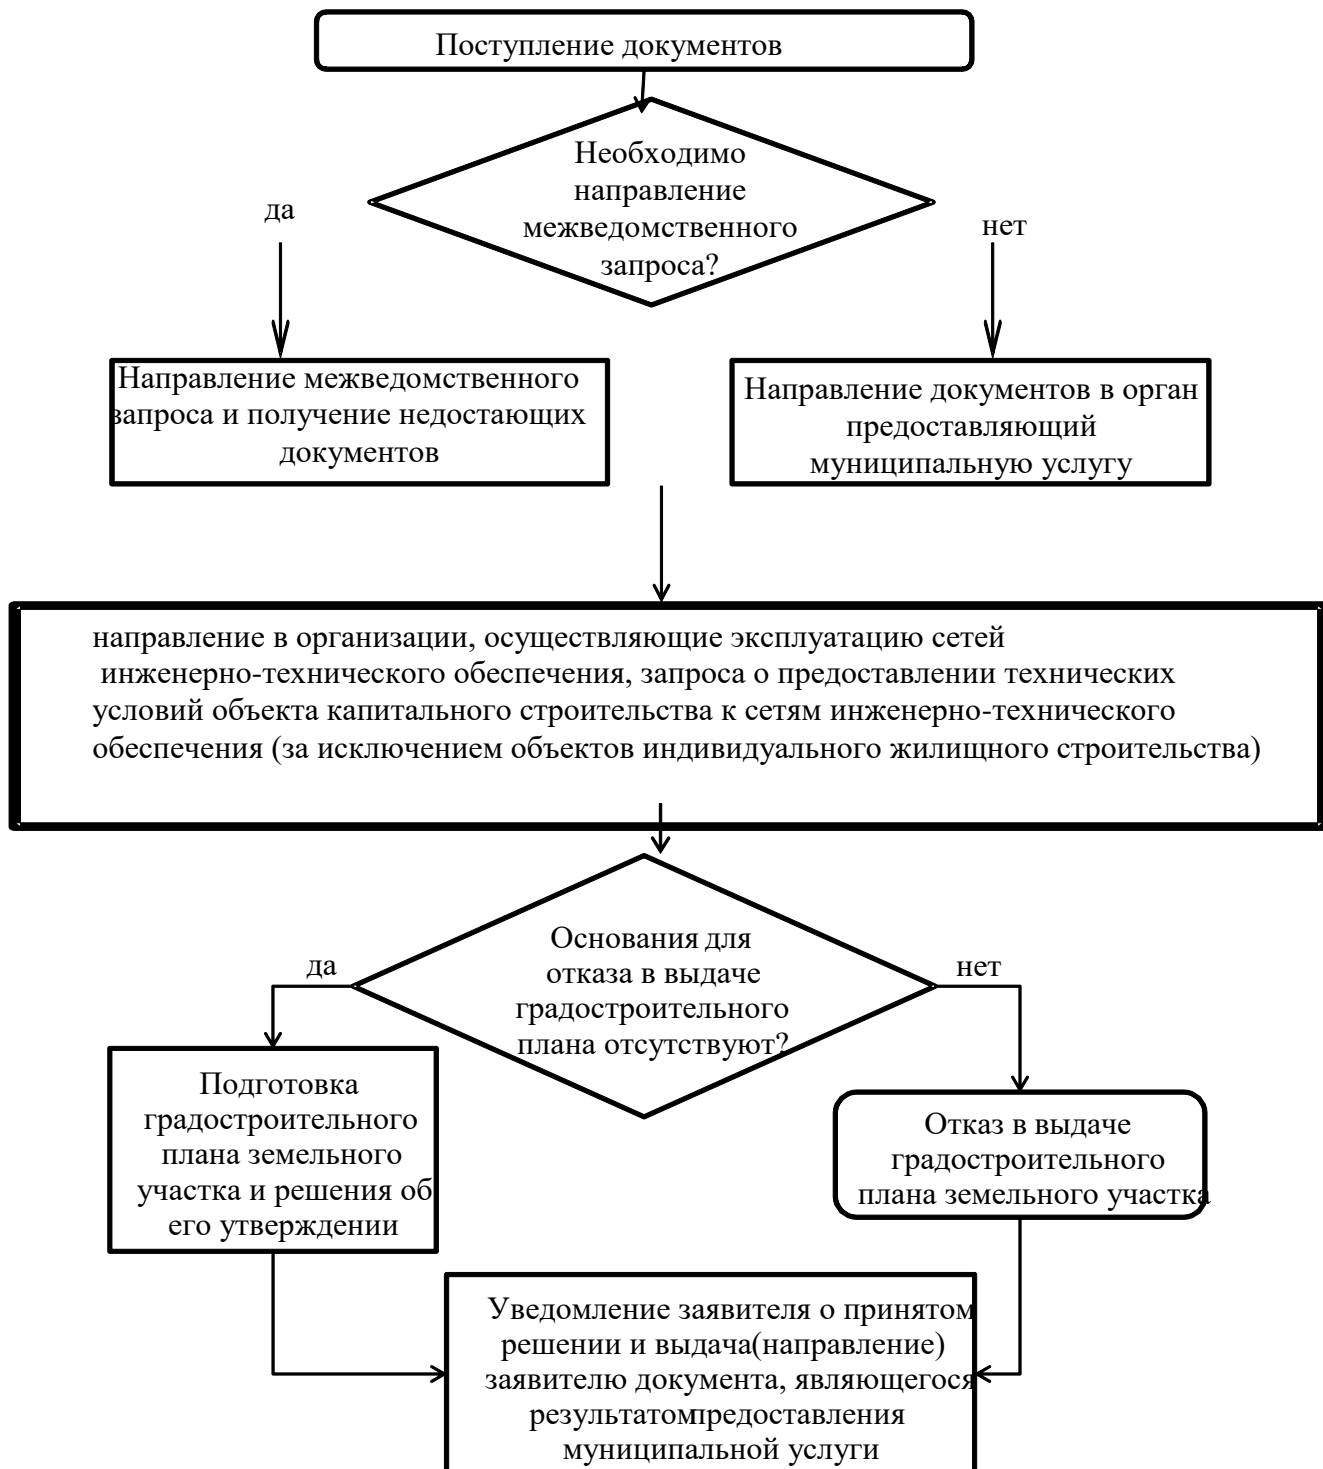 Поступление документов
Необходимо
направление
межведомственного
запроса?
да
нет
Направление межведомственного
запроса и получение недостающих
документов
Направление документов в орган
предоставляющий
муниципальную услугу
направление в организации, осуществляющие эксплуатацию сетей
инженерно-технического обеспечения, запроса о предоставлении технических
условий объекта капитального строительства к сетям инженерно-технического
обеспечения (за исключением объектов индивидуального жилищного строительства)
Основания для
отказа в выдаче
градостроительного
плана отсутствуют?
да
нет
Подготовка
градостроительного
плана земельного
участка и решения об
его утверждении
Отказ в выдаче
градостроительного
плана земельного участка
Уведомление заявителя о принятом
решении и выдача(направление)
заявителю документа, являющегося
результатомпредоставления
муниципальной услуги